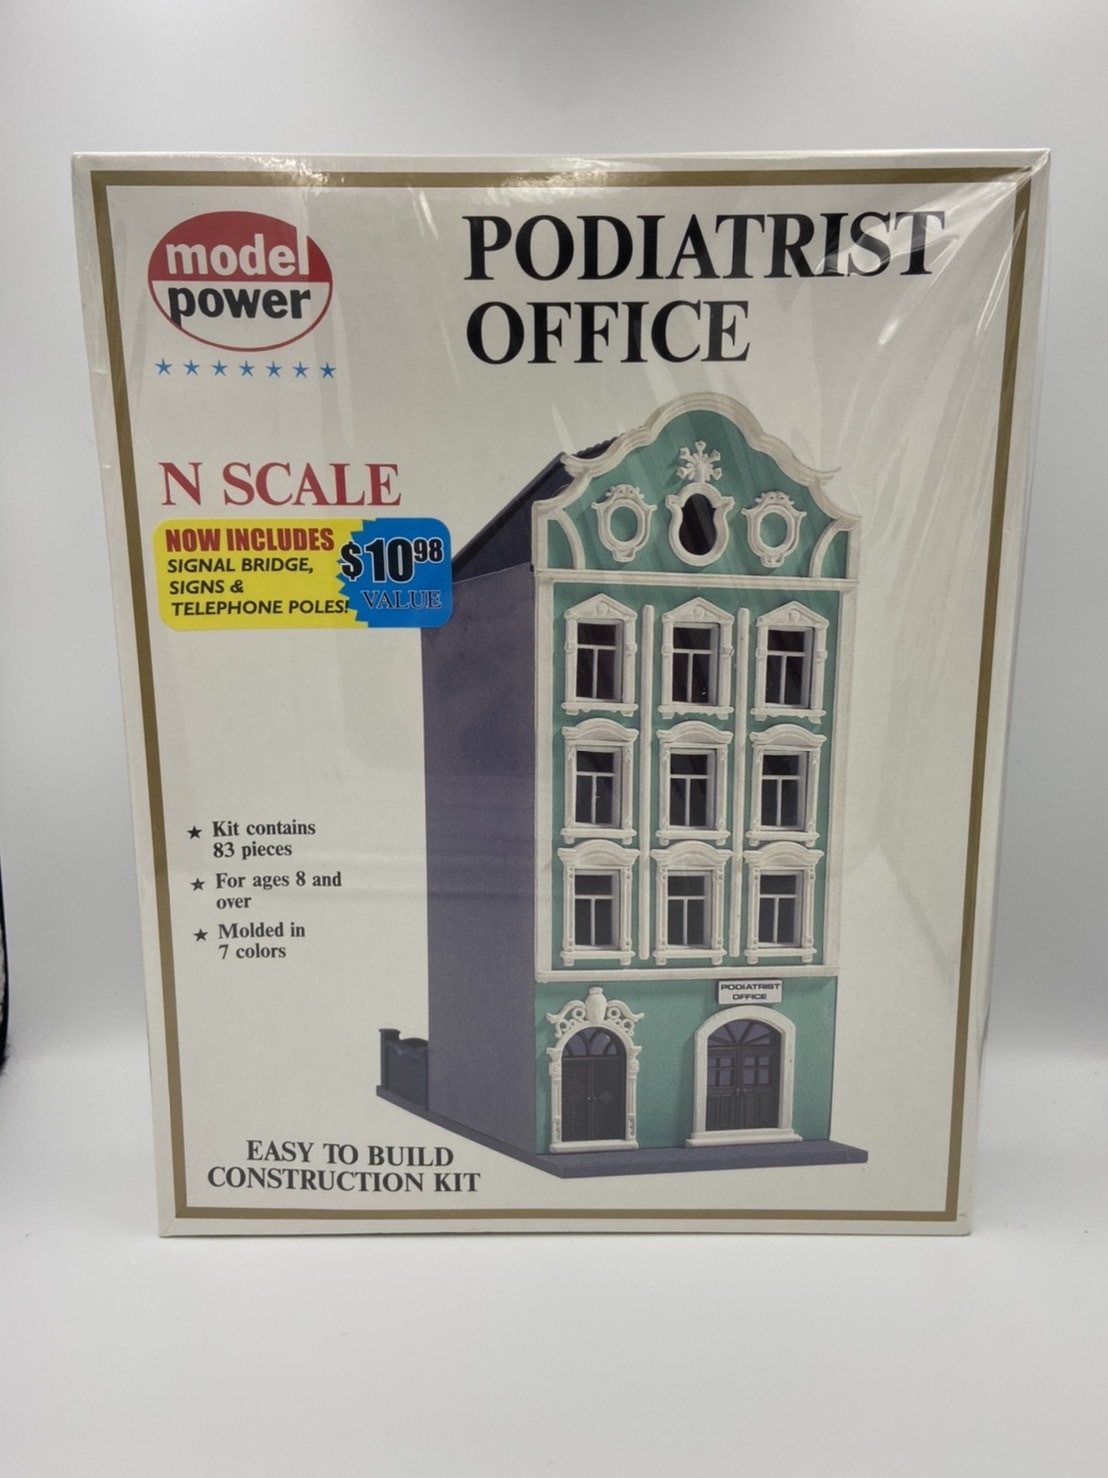 model
power
PODIATRIST
OFFICE
N SCALE
NOW INCLUDES
SIGNAL BRIDGE,
SIGNS &
TELEPHONE POLES!
$10 98
VALUE
★ Kit contains
83 pieces
★ For ages 8 and
over
★ Molded in
7 colors
PODIATRIST
OFFICE
EASY TO BUILD
CONSTRUCTION KIT